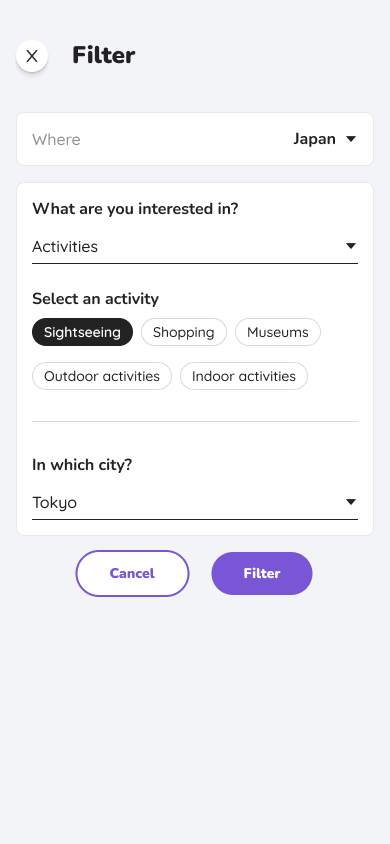 X Filter
Where Japan
What are you interested in?
Activities
Select an activity
Sightseeing Shopping Museums
Outdoor activities Indoor activities
In which city?
Tokyo
Cancel Filter